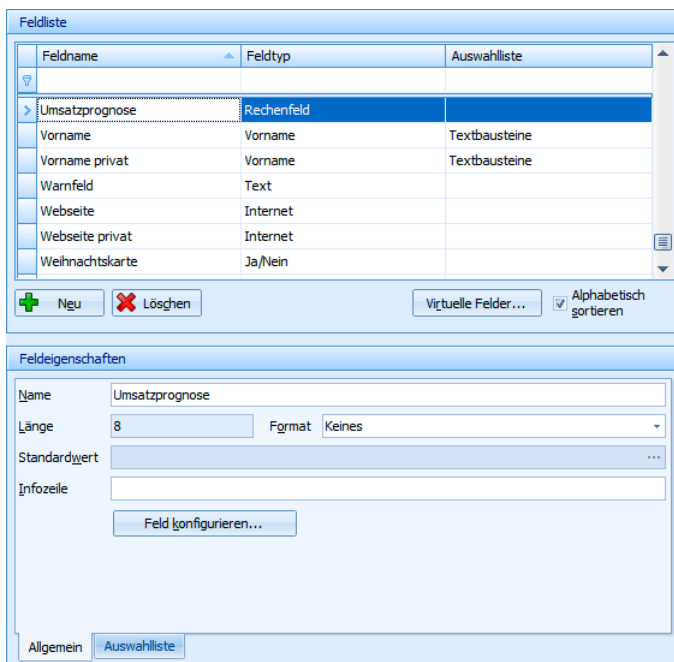 Feldliste
Feldname Feldtyp Auswahlliste
Umsatzprognose Rechenfeld
Vorname Vorname Textbausteine
Vorname privat Vorname Textbausteine
Warnfeld Text
Webseite Internet
Webseite privat Internet
Weihnachtskarte Ja/Nein
Neu Löschen Virtuelle Felder... Alphabetisch
sortieren
Feldeigenschaften
Name Umsatzprognose
Länge 8 Format Keines
Standardwert ...
Infozeile
Feld konfigurieren...
Allgemein Auswahlliste